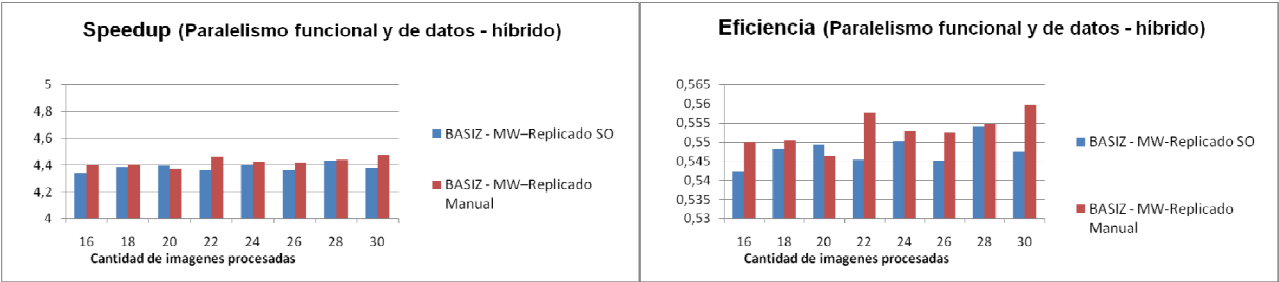 Speedup (Paralelismo funcional y de datos - híbrido)
5
4,8
4,6
4,4
4,2
4
16 18 20 22 24 26 28 30
Cantidad de imagenes procesadas
BASIZ - MW–Replicado SO
BASIZ - MW–Replicado
Manual
Eficiencia (Paralelismo funcional y de datos - híbrido)
0,565
0,56
0,555
0,55
0,545
0,54
0,535
0,53
16 18 20 22 24 26 28 30
Cantidad de imagenes procesadas
BASIZ - MW-Replicado SO
BASIZ - MW-Replicado
Manual